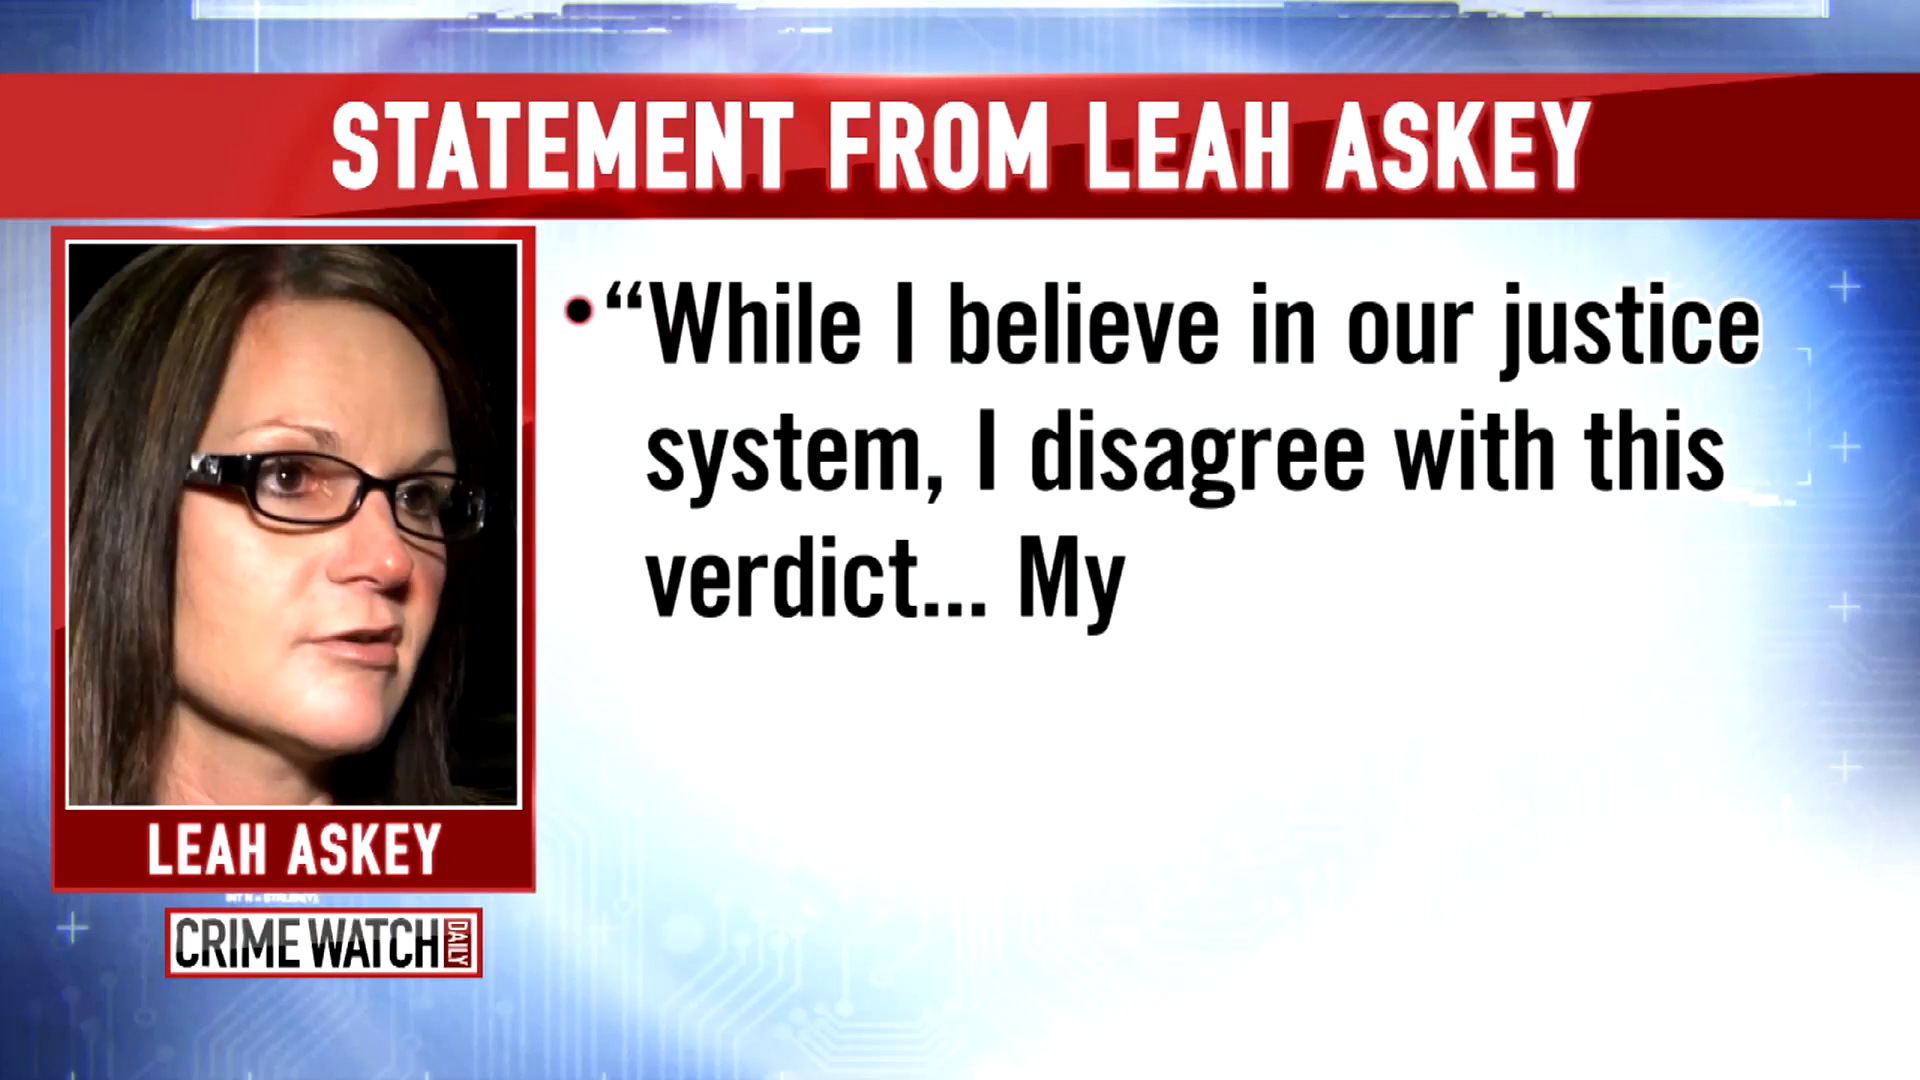 STATEMENT FROM LEAH ASKEY
• “While I believe in our justice
system, I disagree with this
verdict... My
LEAH ASKEY
CRIME WATCH DAILY